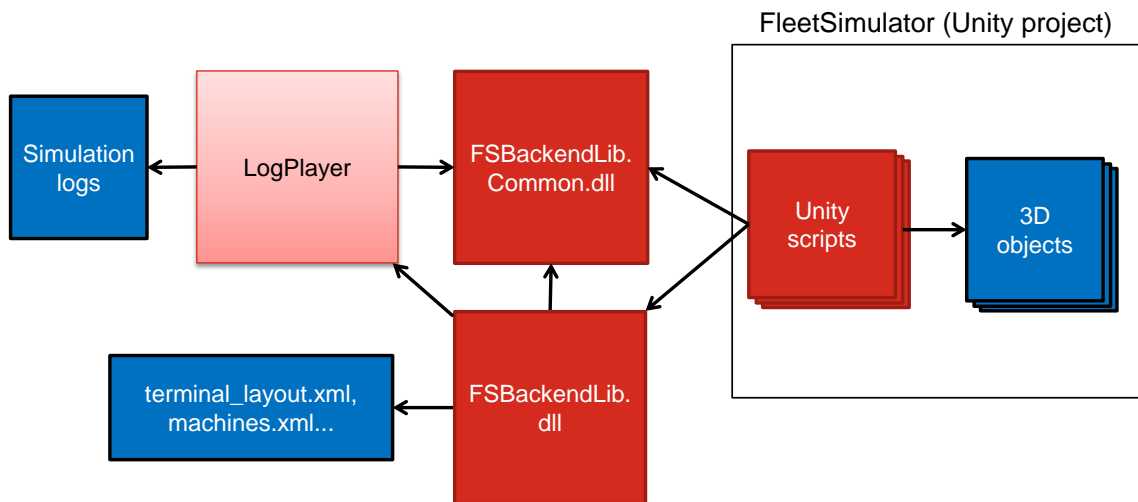 FleetSimulator (Unity project)
Simulation
logs
LogPlayer
FSBackendLib.
Common.dll
Unity
scripts
3D
objects
terminal_layout.xml,
machines.xml...
FSBackendLib.
dll